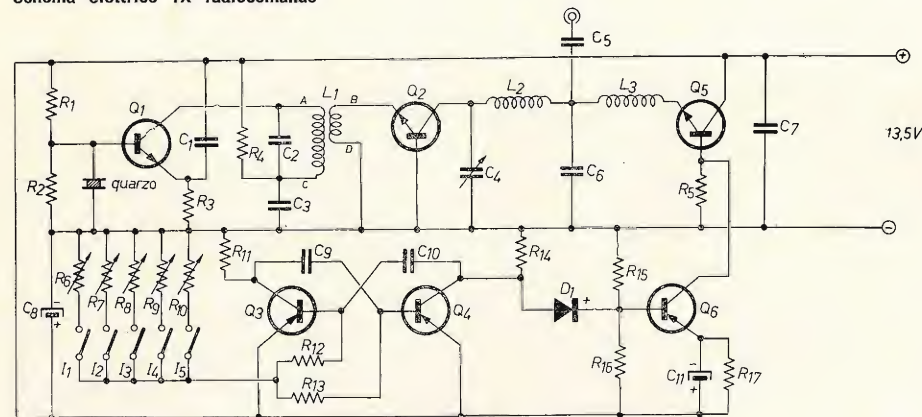 Schema elettrico TX radiocomando
C5
+
R1
Q1
L1
A
B
Q2
L2
L3
Q5
C1
R4
C2
C7
13,5V
D
C
R2
quarzo
R3
C3
C4
C6
R5
−
R6
R7
R8
R9
R10
R11
C9
C10
R14
R15
C8
−
+
Q3
Q4
D1
+
Q6
I1
I2
I3
I4
I5
R12
R13
R16
−
C11
+
R17